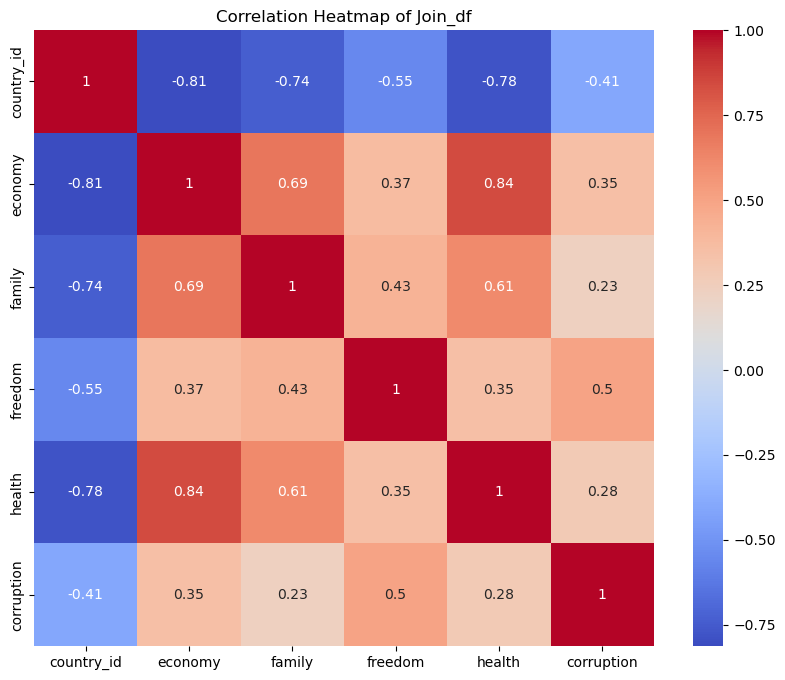 Correlation Heatmap of Join_df
country_id 1 -0.81 -0.74 -0.55 -0.78 -0.41
economy -0.81 1 0.69 0.37 0.84 0.35
family -0.74 0.69 1 0.43 0.61 0.23
freedom -0.55 0.37 0.43 1 0.35 0.5
health -0.78 0.84 0.61 0.35 1 0.28
corruption -0.41 0.35 0.23 0.5 0.28 1
country_id economy family freedom health corruption
1.00
0.75
0.50
0.25
0.00
−0.25
−0.50
−0.75